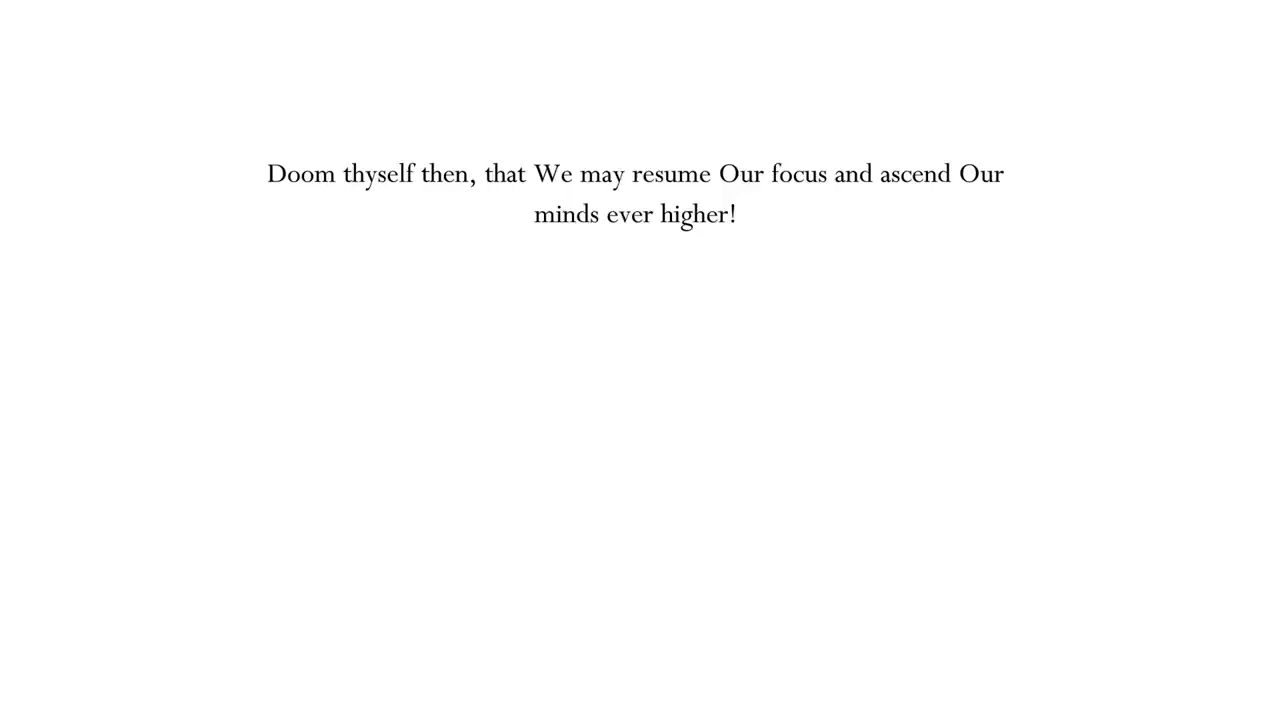 Doom thyself then, that We may resume Our focus and ascend Our
minds ever higher!